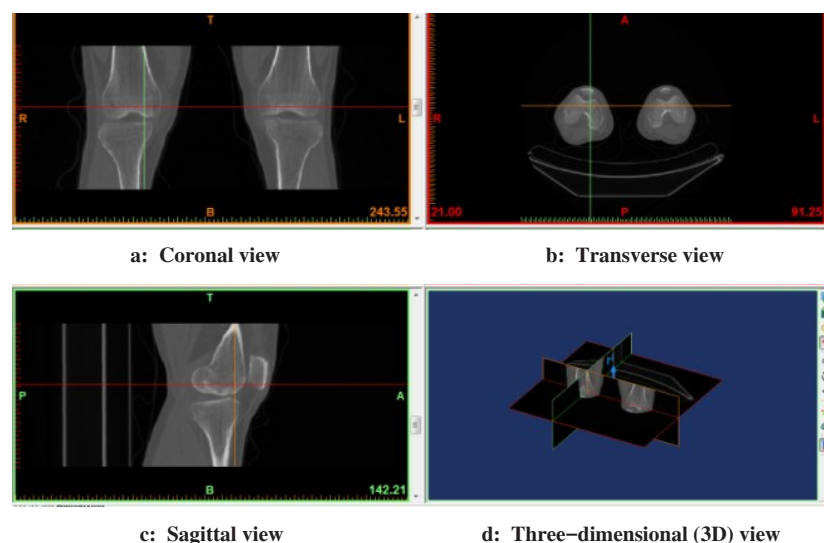 T
R
L
B
243.55
A
R
L
21.00
P
91.25
a: Coronal view
b: Transverse view
T
P
A
B
142.21
c: Sagittal view
d: Three−dimensional (3D) view